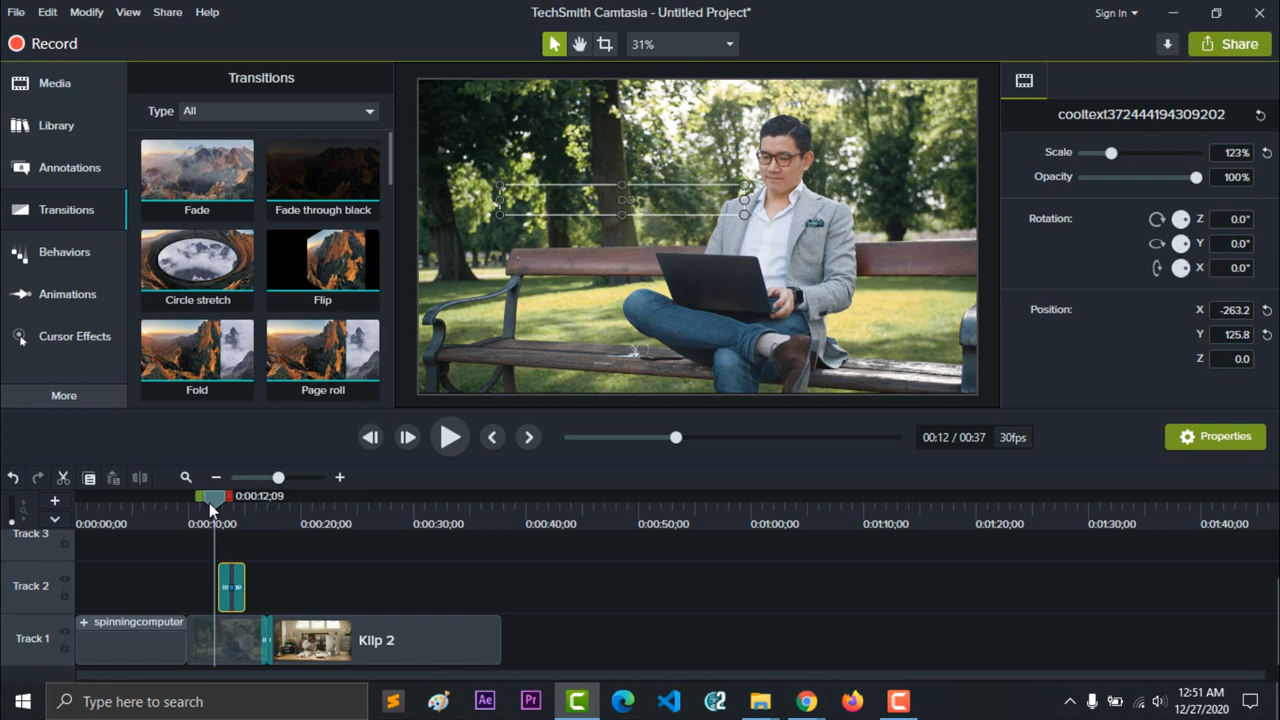 File Edit Modify View Share Help
TechSmith Camtasia - Untitled Project*
Sign In
Record
31%
Share
Media
Library
Annotations
Transitions
Behaviors
Animations
Cursor Effects
More
Transitions
Type All
Fade
Fade through black
Circle stretch
Flip
Fold
Page roll
cooltext372444194309202
Scale 123%
Opacity 100%
Rotation: Z 0.0°
Y 0.0°
X 0.0°
Position: X -263.2
Y 125.8
Z 0.0
00:12 / 00:37 30fps
Properties
0:00:12;09
0:00:00;00 0:00:10;00 0:00:20;00 0:00:30;00 0:00:40;00 0:00:50;00 0:01:00;00 0:01:10;00 0:01:20;00 0:01:30;00 0:01:40;00
Track 3
Track 2
Track 1
+ spinningcomputer
Klip 2
Type here to search
Ae
Pr
12:51 AM
12/27/2020